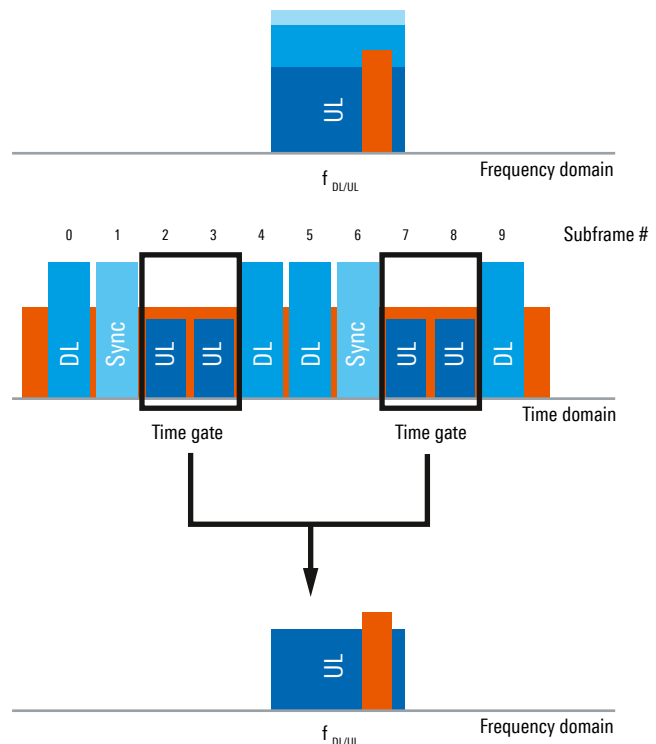 UL
Frequency domain
f DL/UL
0 1 2 3 4 5 6 7 8 9 Subframe #
DL Sync UL UL DL DL Sync UL UL DL
Time domain
Time gate Time gate
UL
Frequency domain
f DL/UL